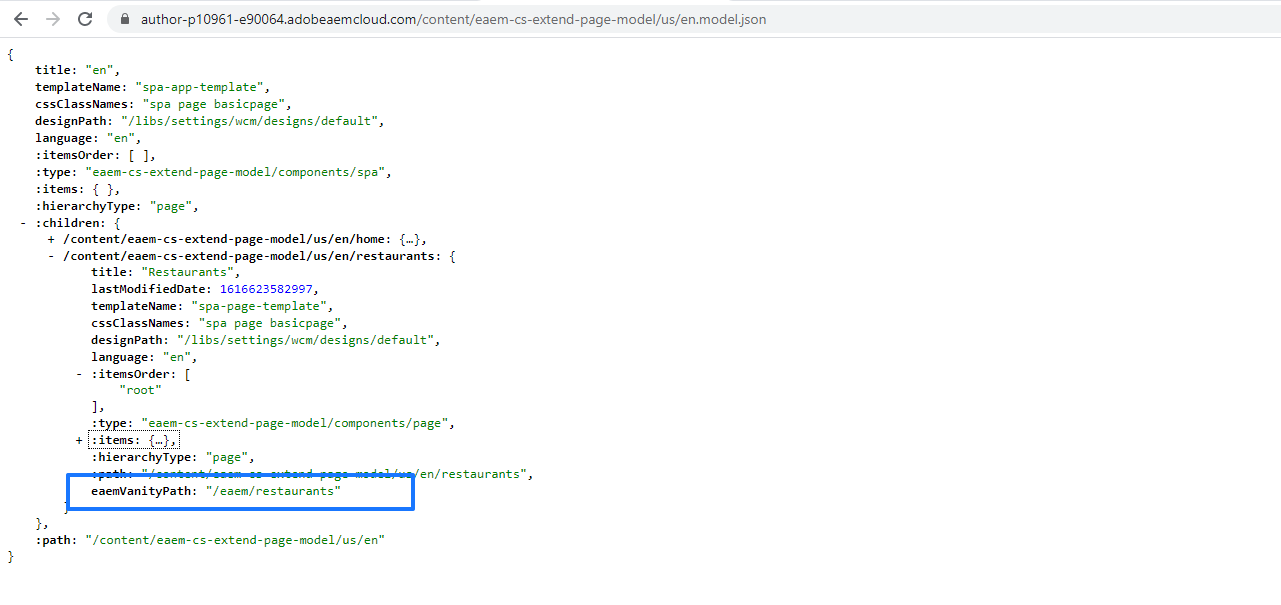 author-p10961-e90064.adobeaemcloud.com/content/eaem-cs-extend-page-model/us/en.model.json
{
title: "en",
templateName: "spa-app-template",
cssClassNames: "spa page basicpage",
designPath: "/libs/settings/wcm/designs/default",
language: "en",
:itemsOrder: [ ],
:type: "eaem-cs-extend-page-model/components/spa",
:items: { },
:hierarchyType: "page",
- :children: {
+ /content/eaem-cs-extend-page-model/us/en/home: {…},
- /content/eaem-cs-extend-page-model/us/en/restaurants: {
title: "Restaurants",
lastModifiedDate: 1616623582997,
templateName: "spa-page-template",
cssClassNames: "spa page basicpage",
designPath: "/libs/settings/wcm/designs/default",
language: "en",
- :itemsOrder: [
"root"
],
:type: "eaem-cs-extend-page-model/components/page",
+ :items: {…},
:hierarchyType: "page",
:path: "/content/eaem-cs-extend-page-model/us/en/restaurants",
eaemVanityPath: "/eaem/restaurants"
}
},
:path: "/content/eaem-cs-extend-page-model/us/en"
}